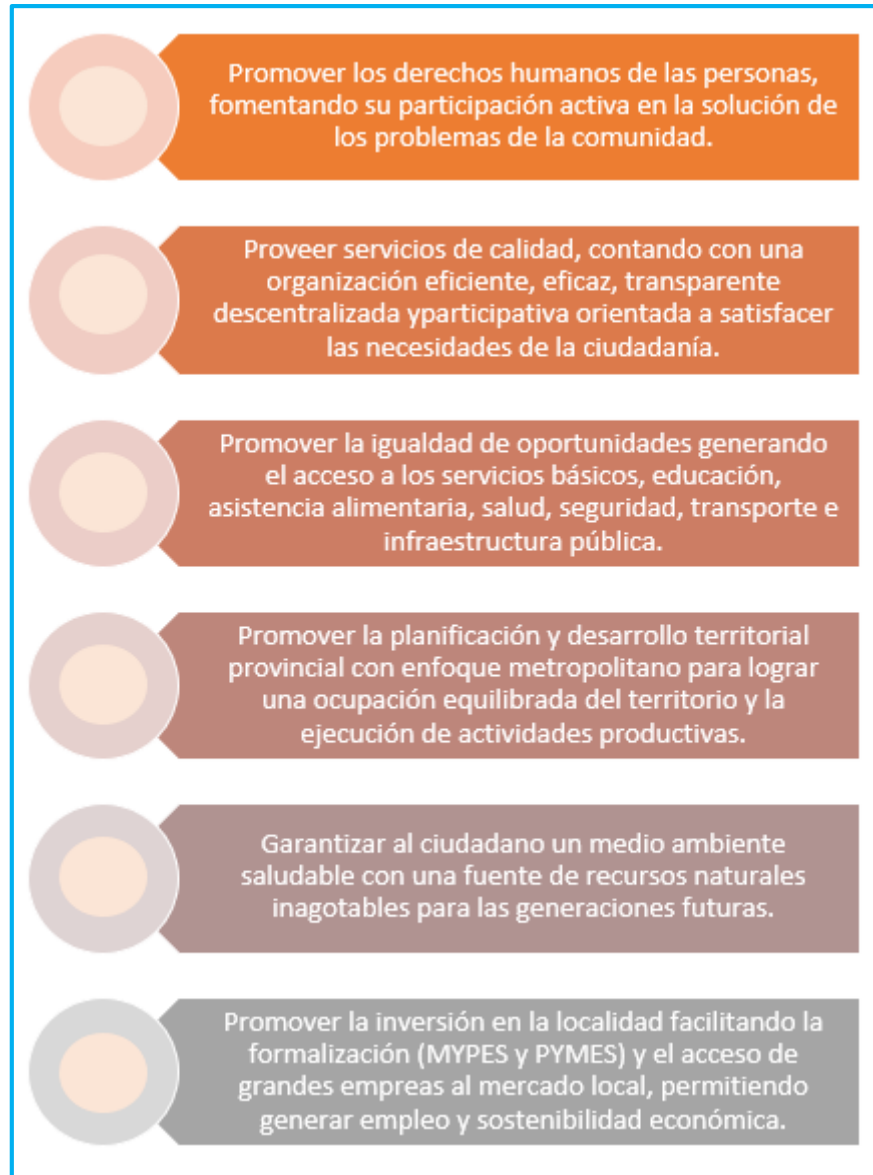 Promover los derechos humanos de las personas,
fomentando su participación activa en la solución de
los problemas de la comunidad.
Proveer servicios de calidad, contando con una
organización eficiente, eficaz, transparente
descentralizada yparticipativa orientada a satisfacer
las necesidades de la ciudadanía.
Promover la igualdad de oportunidades generando
el acceso a los servicios básicos, educación,
asistencia alimentaria, salud, seguridad, transporte e
infraestructura pública.
Promover la planificación y desarrollo territorial
provincial con enfoque metropolitano para lograr
una ocupación equilibrada del territorio y la
ejecución de actividades productivas.
Garantizar al ciudadano un medio ambiente
saludable con una fuente de recursos naturales
inagotables para las generaciones futuras.
Promover la inversión en la localidad facilitando la
formalización (MYPES y PYMES) y el acceso de
grandes empreas al mercado local, permitiendo
generar empleo y sostenibilidad económica.